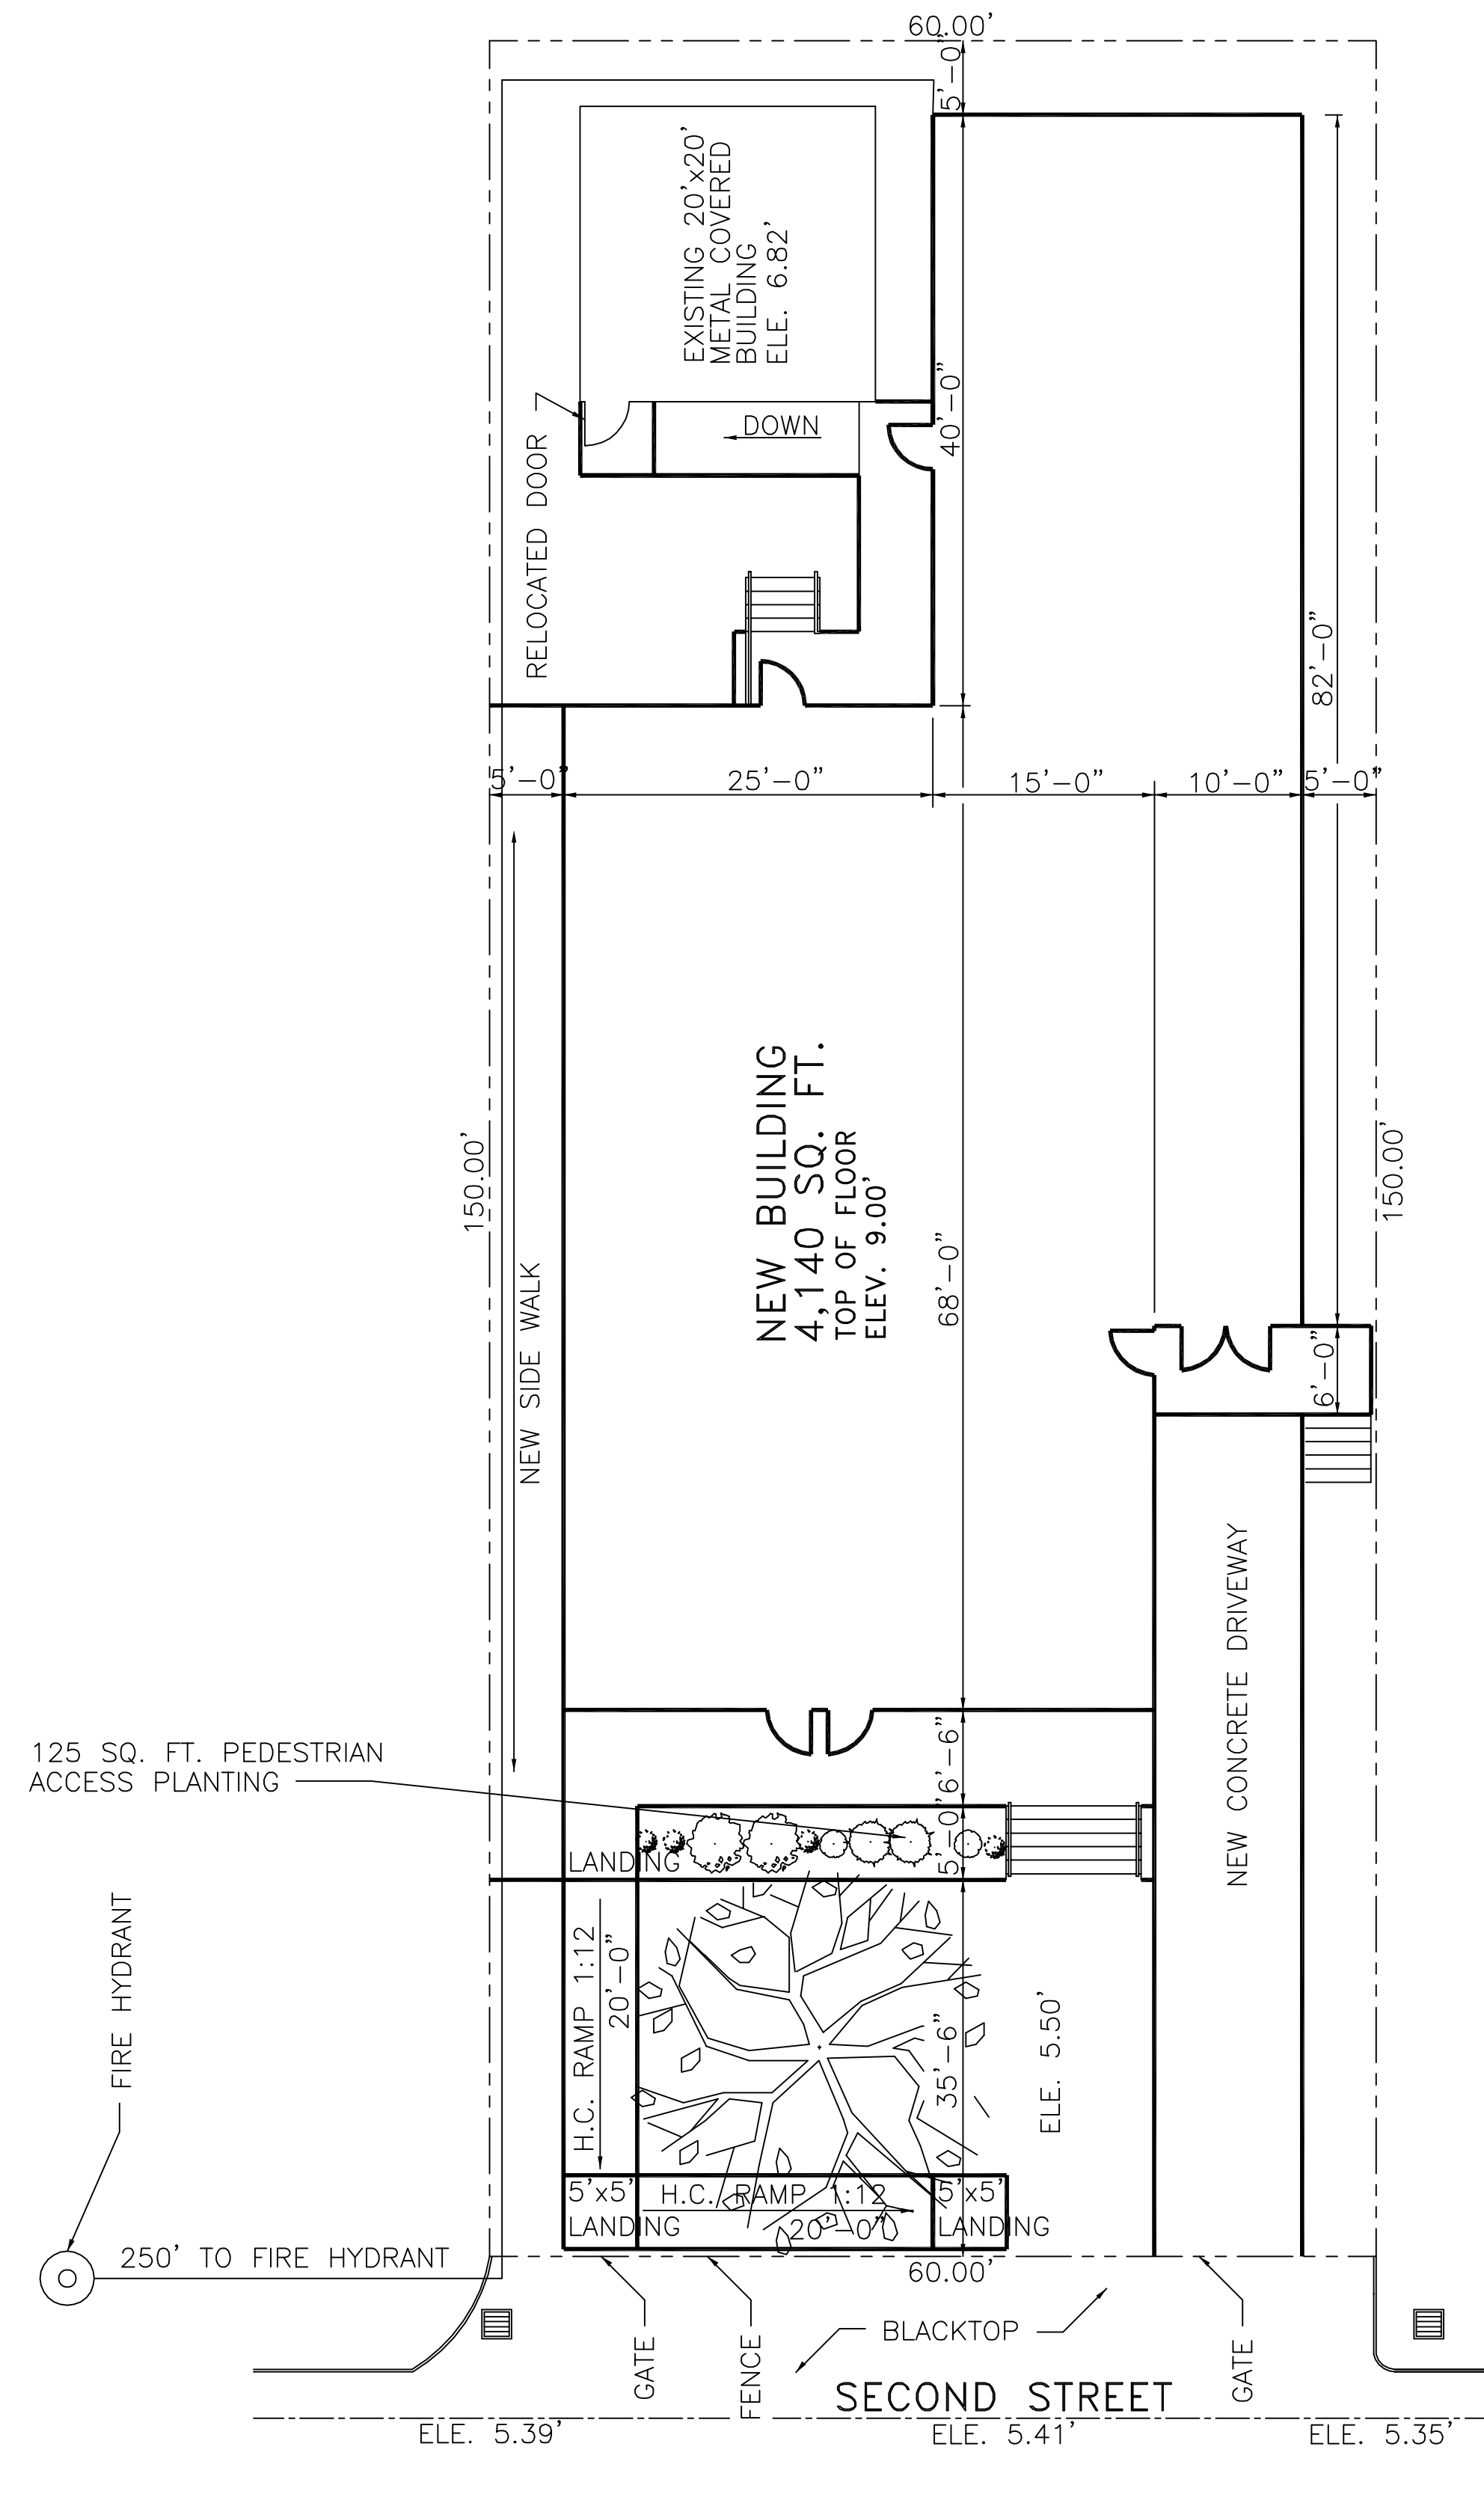 60.00'
5'-0"
EXISTING 20'x20'
METAL COVERED
BUILDING
ELE. 6.82'
DOWN
RELOCATED DOOR
40'-0"
82'-0"
5'-0"
25'-0"
15'-0"
10'-0"
5'-0"
NEW BUILDING
4,140 SQ. FT.
TOP OF FLOOR
ELEV. 9.00'
150.00'
150.00'
68'-0"
NEW SIDE WALK
6'-0"
NEW CONCRETE DRIVEWAY
125 SQ. FT. PEDESTRIAN
ACCESS PLANTING
6'-6"
5'-0"
LANDING
FIRE HYDRANT
H.C. RAMP 1:12
20'-0"
35'-6"
ELE. 5.50'
5'x5'
LANDING
H.C. RAMP 1:12
20'-0"
5'x5'
LANDING
250' TO FIRE HYDRANT
60.00'
GATE
FENCE
BLACKTOP
GATE
SECOND STREET
ELE. 5.39'
ELE. 5.41'
ELE. 5.35'